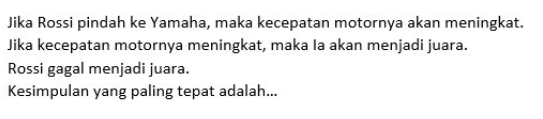 Jika Rossi pindah ke Yamaha, maka kecepatan motornya akan meningkat.
Jika kecepatan motornya meningkat, maka Ia akan menjadi juara.
Rossi gagal menjadi juara.
Kesimpulan yang paling tepat adalah...